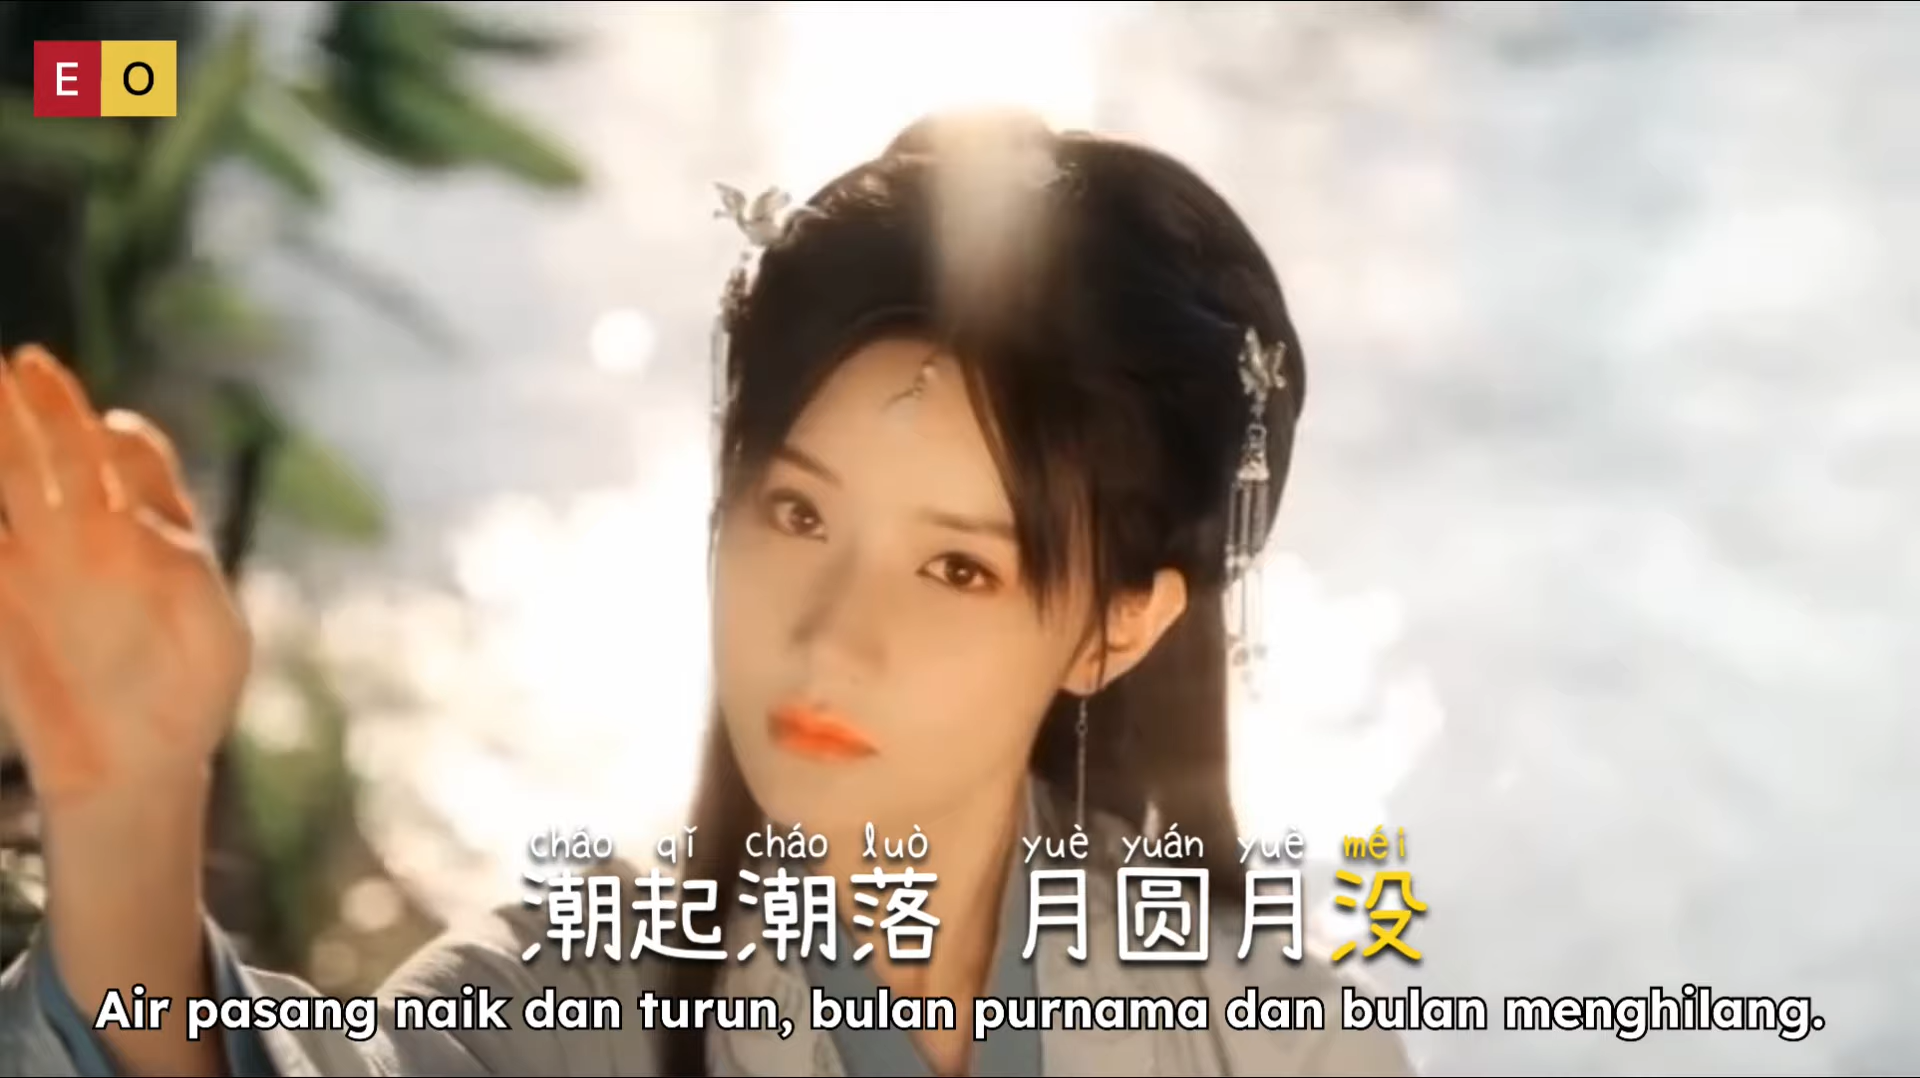 E O
cháo qǐ cháo luò yuè yuán yuè méi
潮起潮落 月圆月没
Air pasang naik dan turun, bulan purnama dan bulan menghilang.